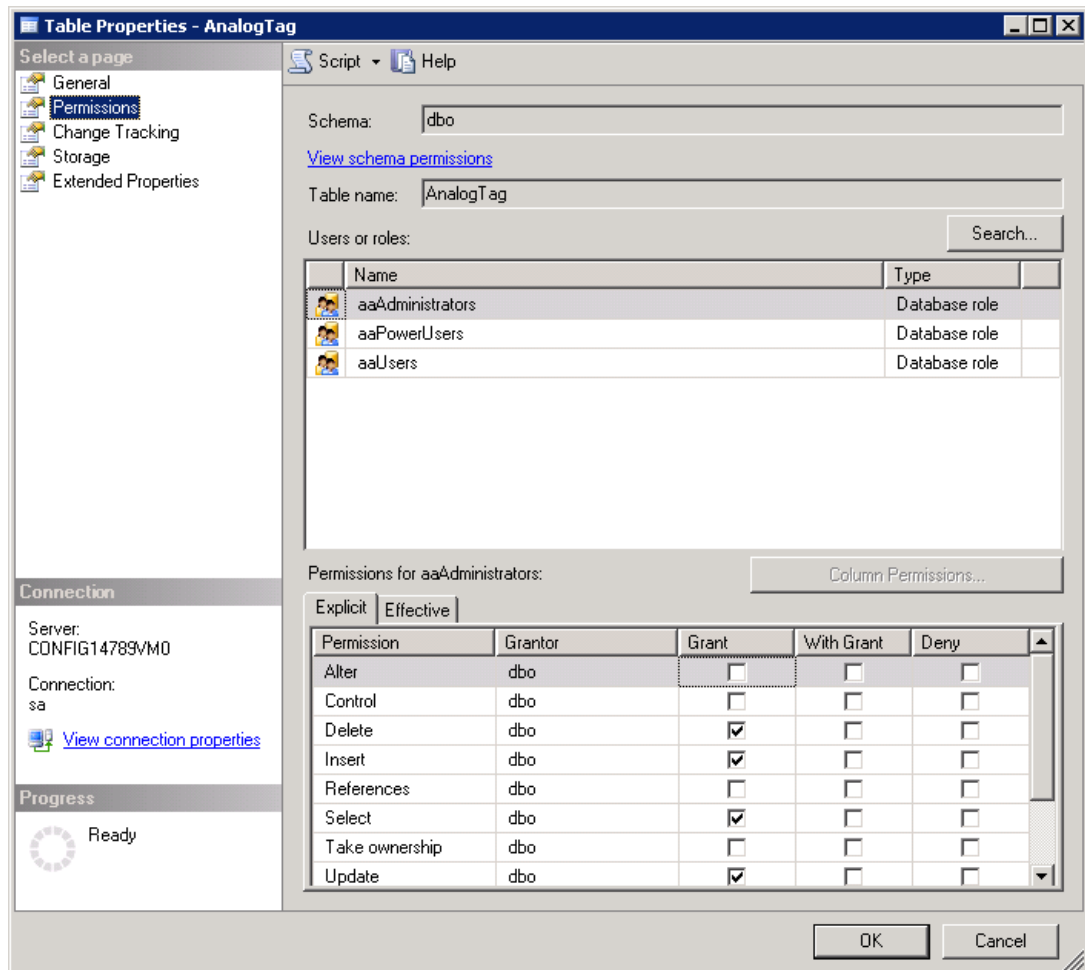 Table Properties - AnalogTag
Select a page
General
Permissions
Change Tracking
Storage
Extended Properties
Script Help
Schema: dbo
View schema permissions
Table name: AnalogTag
Users or roles: Search...
Name Type
aaAdministrators Database role
aaPowerUsers Database role
aaUsers Database role
Permissions for aaAdministrators: Column Permissions...
Explicit Effective
Permission Grantor Grant With Grant Deny
Alter dbo
Control dbo
Delete dbo
Insert dbo
References dbo
Select dbo
Take ownership dbo
Update dbo
Connection
Server:
CONFIG14789VM0
Connection:
sa
View connection properties
Progress
Ready
OK Cancel